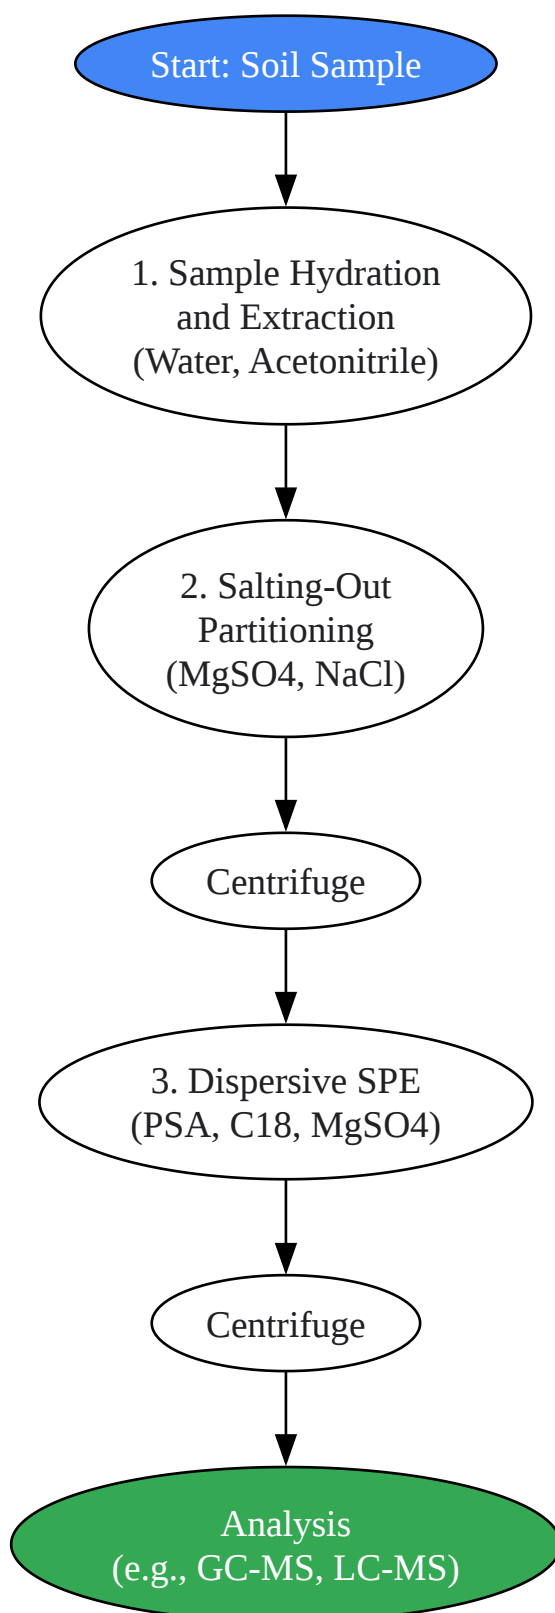 Start: Soil Sample
1. Sample Hydration
and Extraction
(Water, Acetonitrile)
2. Salting-Out
Partitioning
(MgSO4, NaCl)
Centrifuge
3. Dispersive SPE
(PSA, C18, MgSO4)
Centrifuge
Analysis
(e.g., GC-MS, LC-MS)